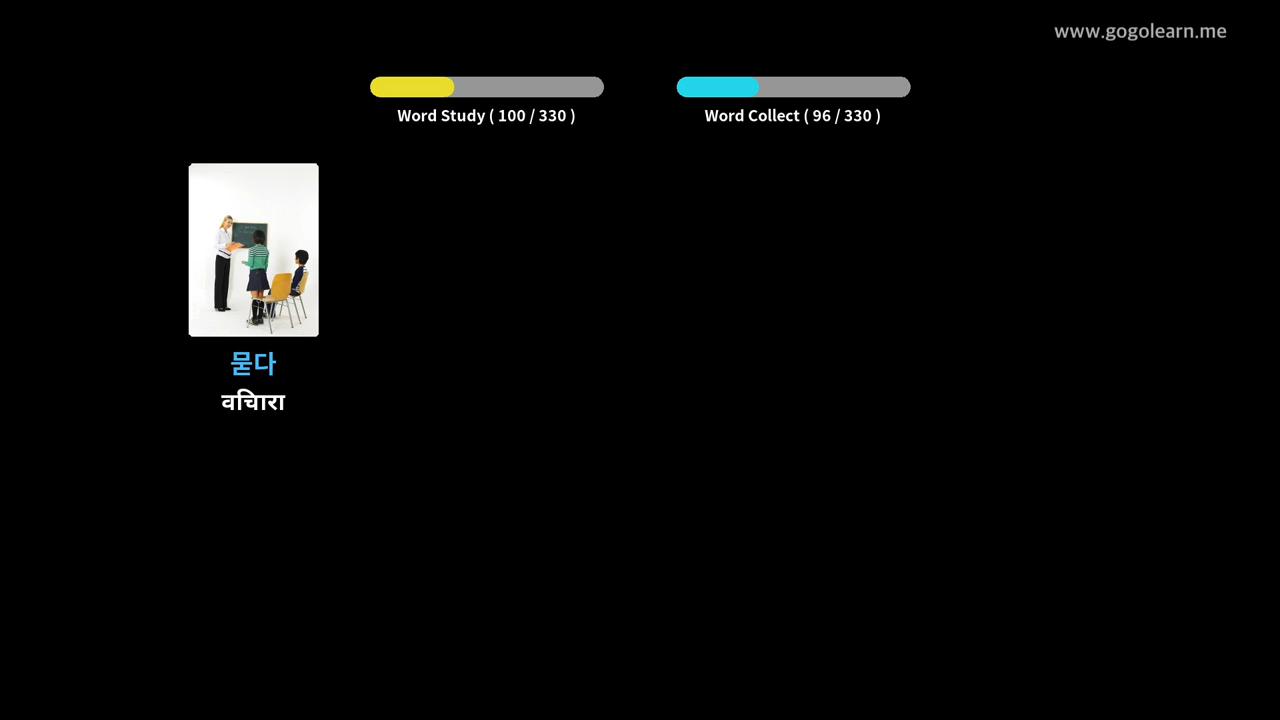 www.gogolearn.me
Word Study ( 100 / 330 )
Word Collect ( 96 / 330 )
묻다
वचिारा